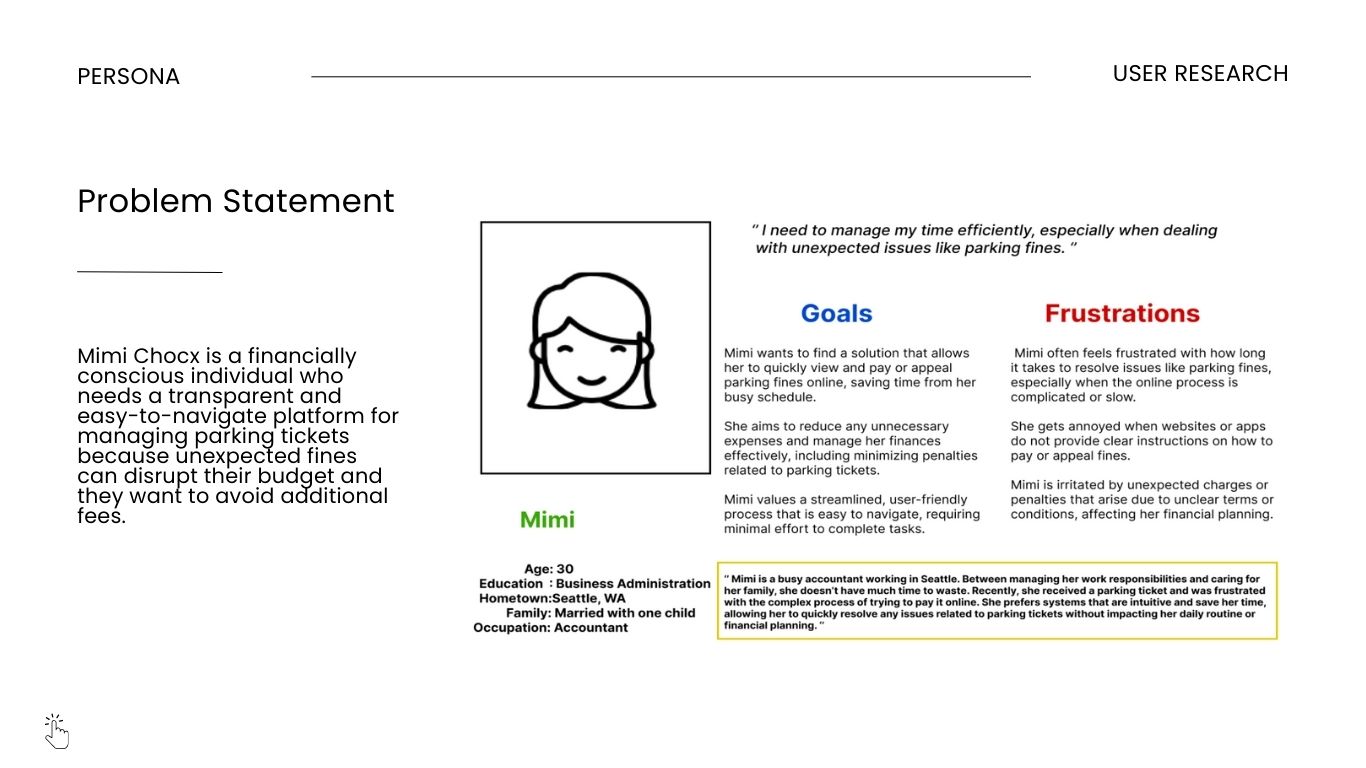 PERSONA
USER RESEARCH
Problem Statement
Mimi Chocx is a financially
conscious individual who
needs a transparent and
easy-to-navigate platform for
managing parking tickets
because unexpected fines
can disrupt their budget and
they want to avoid additional
fees.
" I need to manage my time efficiently, especially when dealing
with unexpected issues like parking fines. "
Goals
Mimi wants to find a solution that allows
her to quickly view and pay or appeal
parking fines online, saving time from her
busy schedule.
She aims to reduce any unnecessary
expenses and manage her finances
effectively, including minimizing penalties
related to parking tickets.
Mimi values a streamlined, user-friendly
process that is easy to navigate, requiring
minimal effort to complete tasks.
Frustrations
Mimi often feels frustrated with how long
it takes to resolve issues like parking fines,
especially when the online process is
complicated or slow.
She gets annoyed when websites or apps
do not provide clear instructions on how to
pay or appeal fines.
Mimi is irritated by unexpected charges or
penalties that arise due to unclear terms or
conditions, affecting her financial planning.
Mimi
Age: 30
Education : Business Administration
Hometown:Seattle, WA
Family: Married with one child
Occupation: Accountant
" Mimi is a busy accountant working in Seattle. Between managing her work responsibilities and caring for
her family, she doesn't have much time to waste. Recently, she received a parking ticket and was frustrated
with the complex process of trying to pay it online. She prefers systems that are intuitive and save her time,
allowing her to quickly resolve any issues related to parking tickets without impacting her daily routine or
financial planning. "